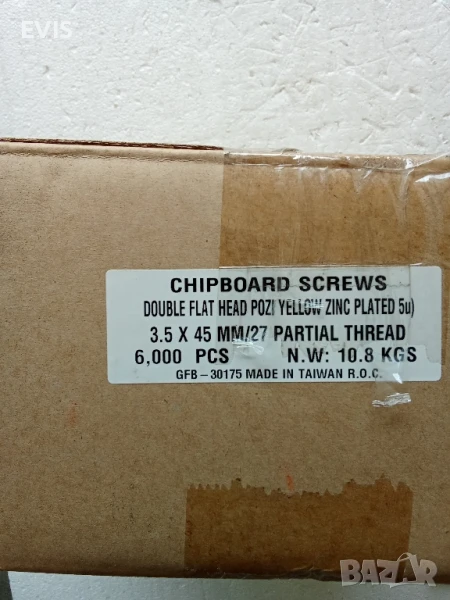 EVIS
CHIPBOARD SCREWS
DOUBLE FLAT HEAD POZI YELLOW ZINC PLATED 5u)
3.5 X 45 MM/27 PARTIAL THREAD
6,000 PCS N.W: 10.8 KGS
GFB-30175 MADE IN TAIWAN R.O.C.
BAZAR